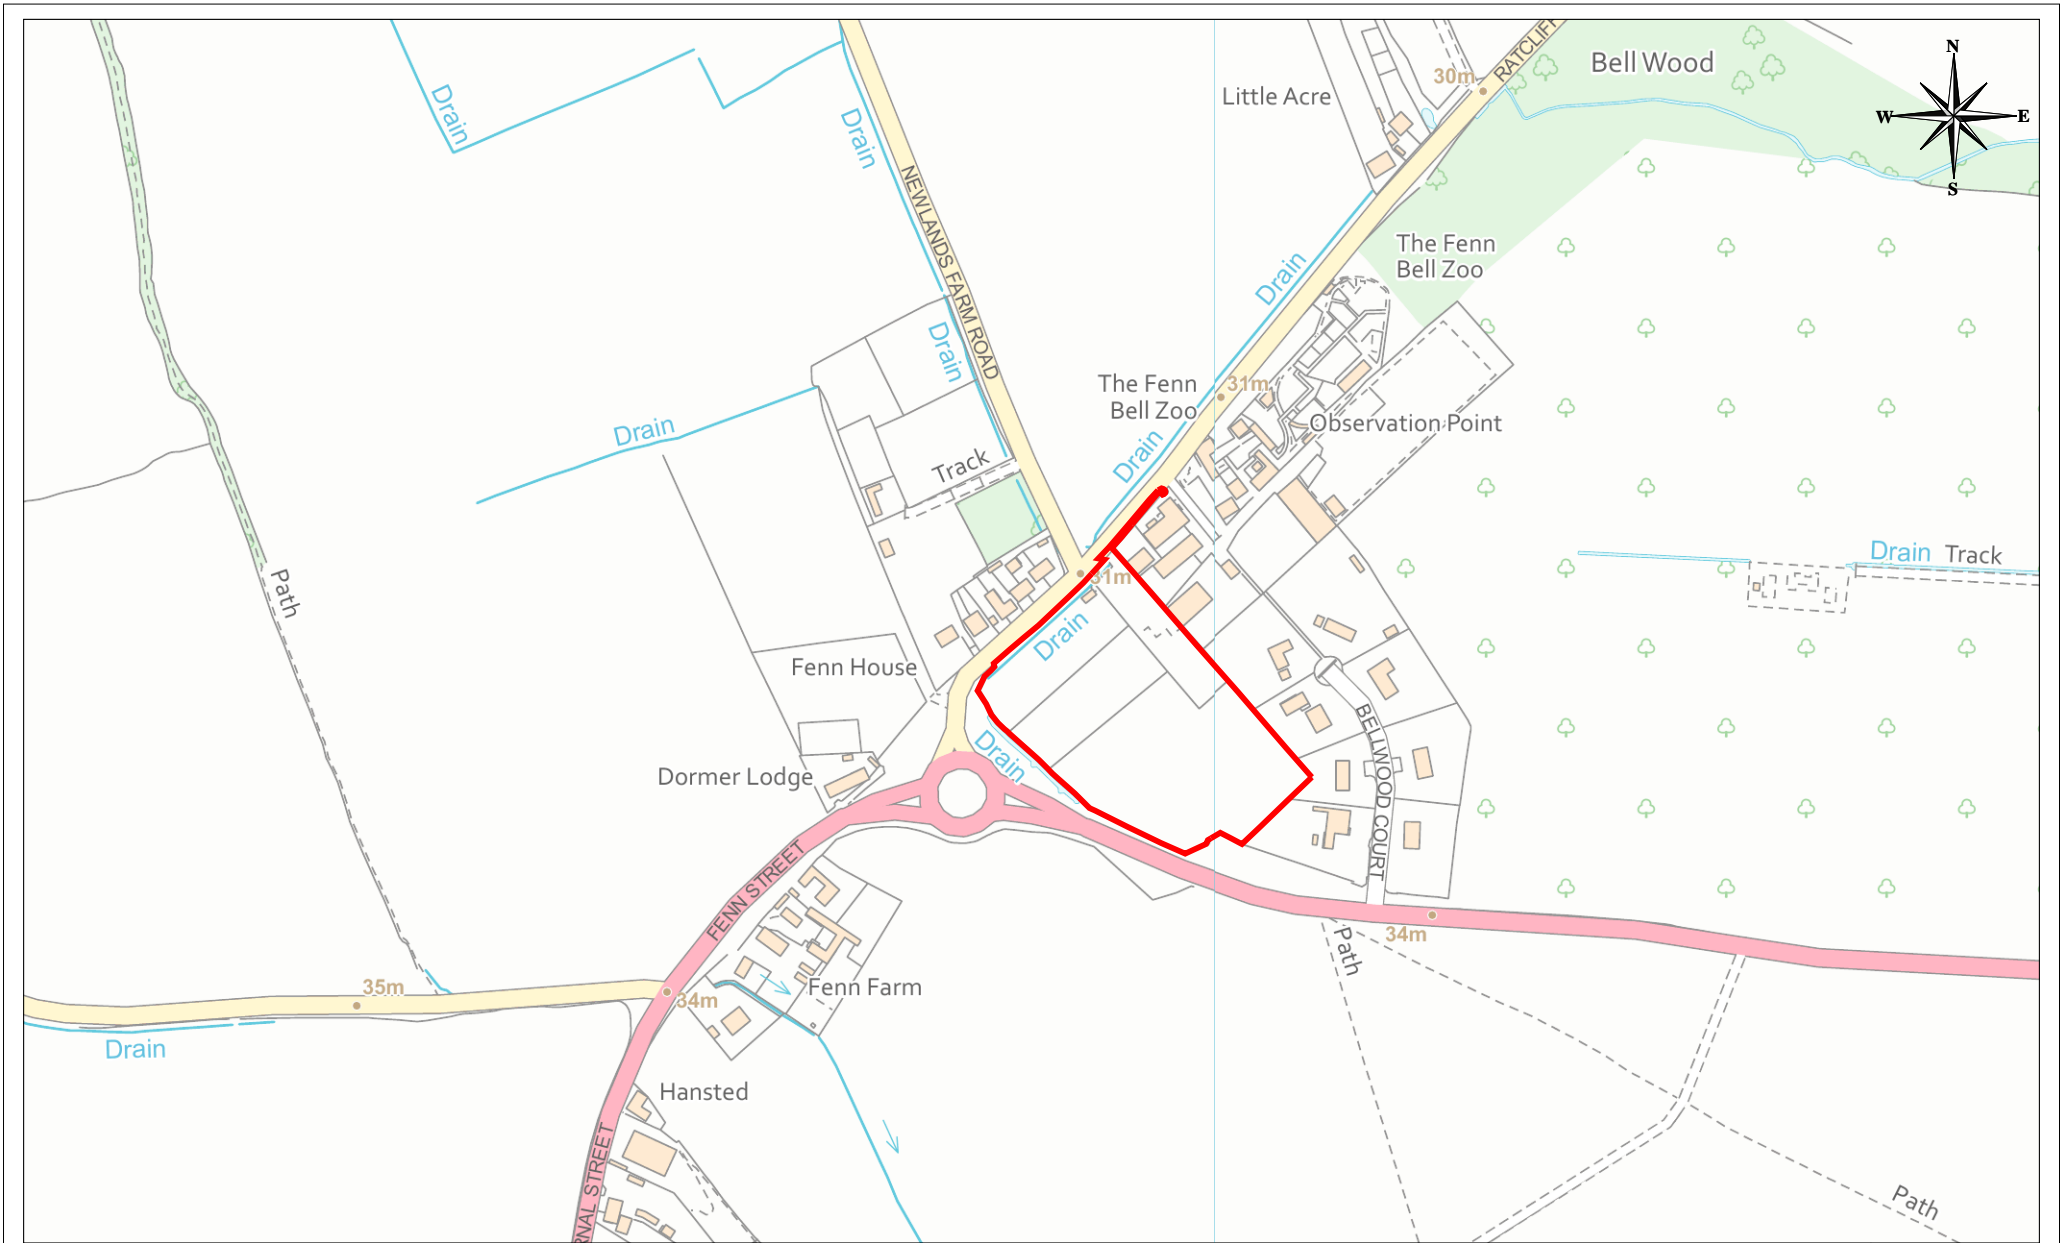 N
W
E
S
RATCLIFF
30m
Bell Wood
Little Acre
Drain
Drain
NEWLANDS FARM ROAD
The Fenn
Bell Zoo
Drain
Drain
The Fenn
Bell Zoo
31m
Observation Point
Drain
Drain
Track
31m
Drain
Track
Path
Drain
Fenn House
BELLWOOD COURT
Drain
Dormer Lodge
FENN STREET
34m
Path
35m
34m
Fenn Farm
Drain
Hansted
RNAL STREET
Path